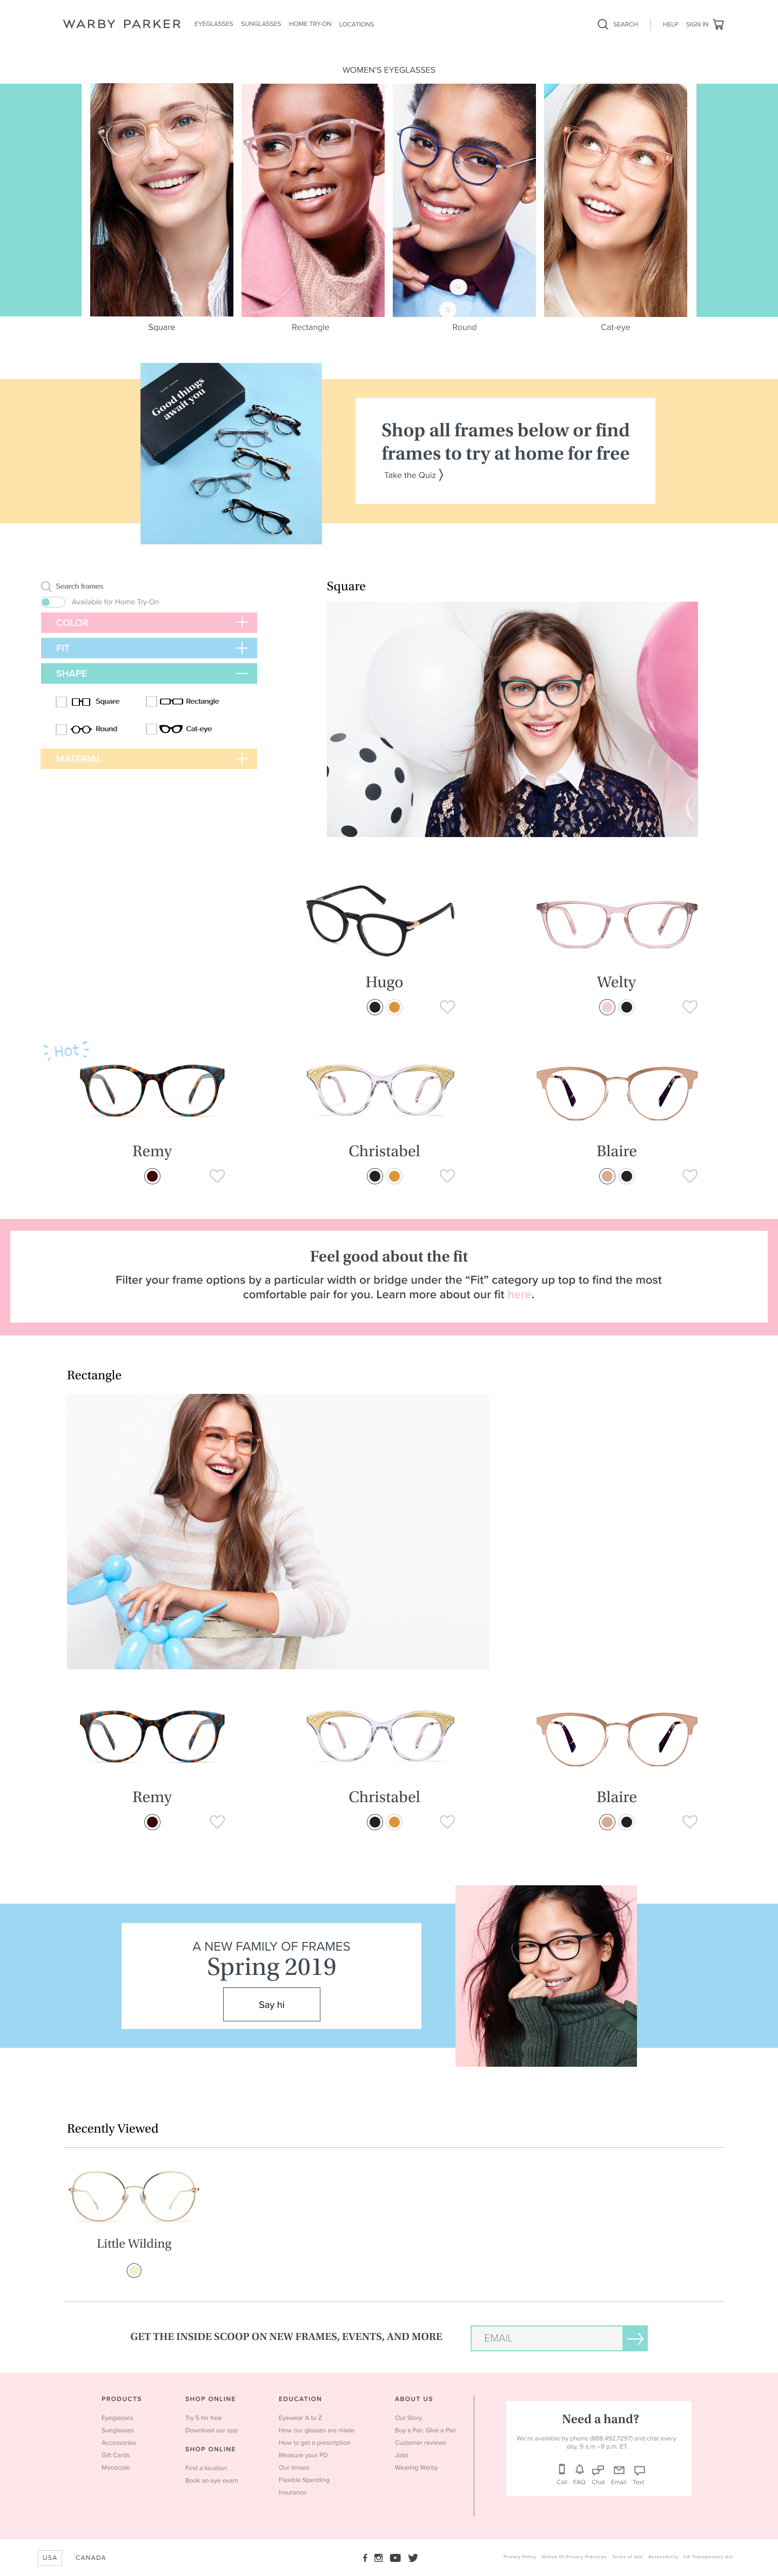 WARBY PARKER
EYEGLASSES SUNGLASSES HOME TRY-ON LOCATIONS
SEARCH
HELP SIGN IN
WOMEN'S EYEGLASSES
Square
Rectangle
Round
Cat-eye
Good things
await you
Shop all frames below or find
frames to try at home for free
Take the Quiz
Search frames
Available for Home Try-On
COLOR
FIT
SHAPE
Square
Rectangle
Round
Cat-eye
MATERIAL
Square
Hugo
Welty
Hot
Remy
Christabel
Blaire
Feel good about the fit
Filter your frame options by a particular width or bridge under the “Fit” category up top to find the most
comfortable pair for you. Learn more about our fit here.
Rectangle
Remy
Christabel
Blaire
A NEW FAMILY OF FRAMES
Spring 2019
Say hi
Recently Viewed
Little Wilding
GET THE INSIDE SCOOP ON NEW FRAMES, EVENTS, AND MORE
EMAIL
PRODUCTS
Eyeglasses
Sunglasses
Accessories
Gift Cards
Monocole
SHOP ONLINE
Try 5 for free
Download our app
SHOP ONLINE
Find a location
Book an eye exam
EDUCATION
Eyewear A to Z
How our glasses are made
How to get a prescription
Measure your PD
Our lenses
Flexible Spending
Insurance
ABOUT US
Our Story
Buy a Pair, Give a Pair
Customer reviews
Jobs
Wearing Warby
Need a hand?
We're available by phone (888.492.7297) and chat every
day, 9 a.m.–9 p.m. ET.
Call FAQ Chat Email Text
USA CANADA
Privacy Policy Notice Of Privacy Practices Terms of Use Accessibility CA Transparency Act